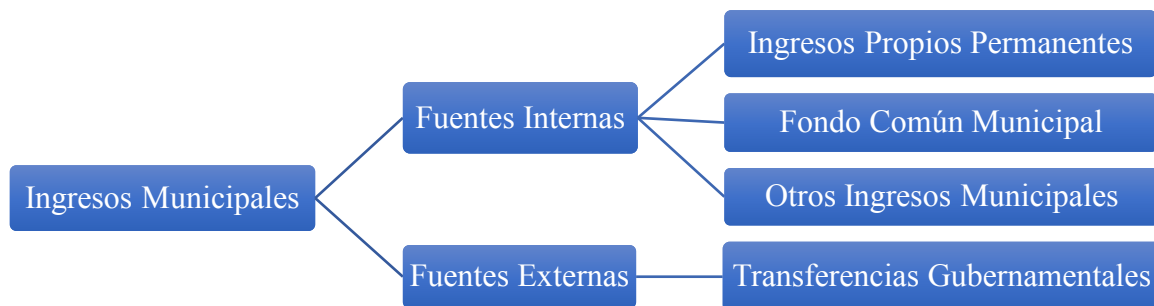 Ingresos Municipales
Fuentes Internas
Ingresos Propios Permanentes
Fondo Común Municipal
Otros Ingresos Municipales
Fuentes Externas
Transferencias Gubernamentales